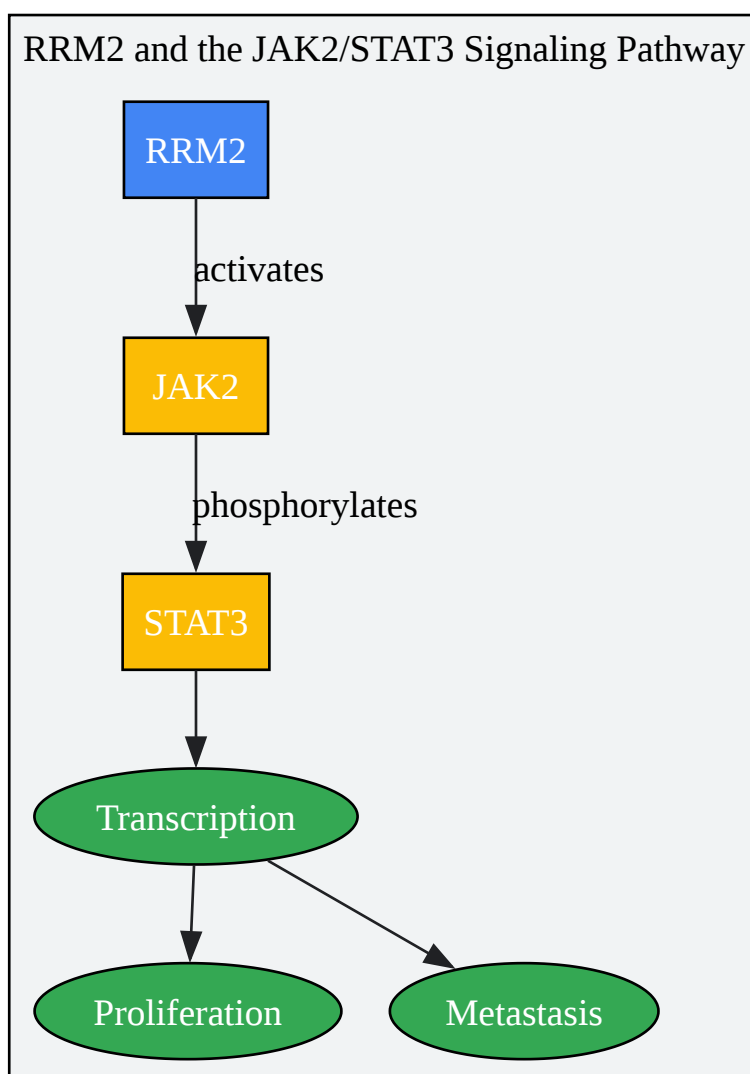 RRM2 and the JAK2/STAT3 Signaling Pathway
RRM2
activates
JAK2
phosphorylates
STAT3
Transcription
Proliferation
Metastasis